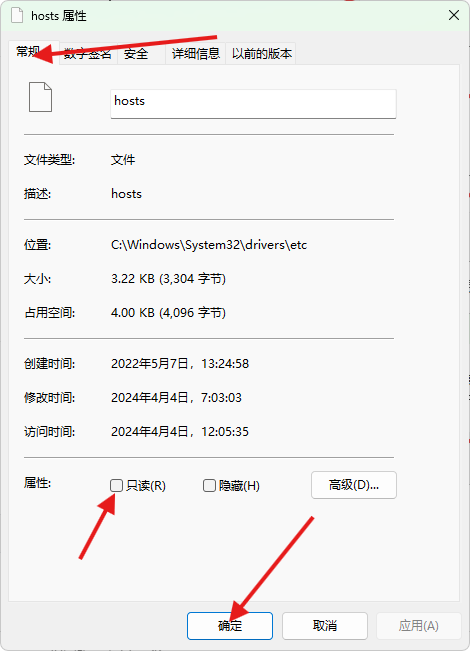 hosts 属性
常规 数字签名 安全 详细信息 以前的版本
hosts
文件类型: 文件
描述: hosts
位置: C:\Windows\System32\drivers\etc
大小: 3.22 KB (3,304 字节)
占用空间: 4.00 KB (4,096 字节)
创建时间: 2022年5月7日，13:24:58
修改时间: 2024年4月4日，7:03:03
访问时间: 2024年4月4日，12:05:35
属性: 只读(R) 隐藏(H) 高级(D)...
确定 取消 应用(A)